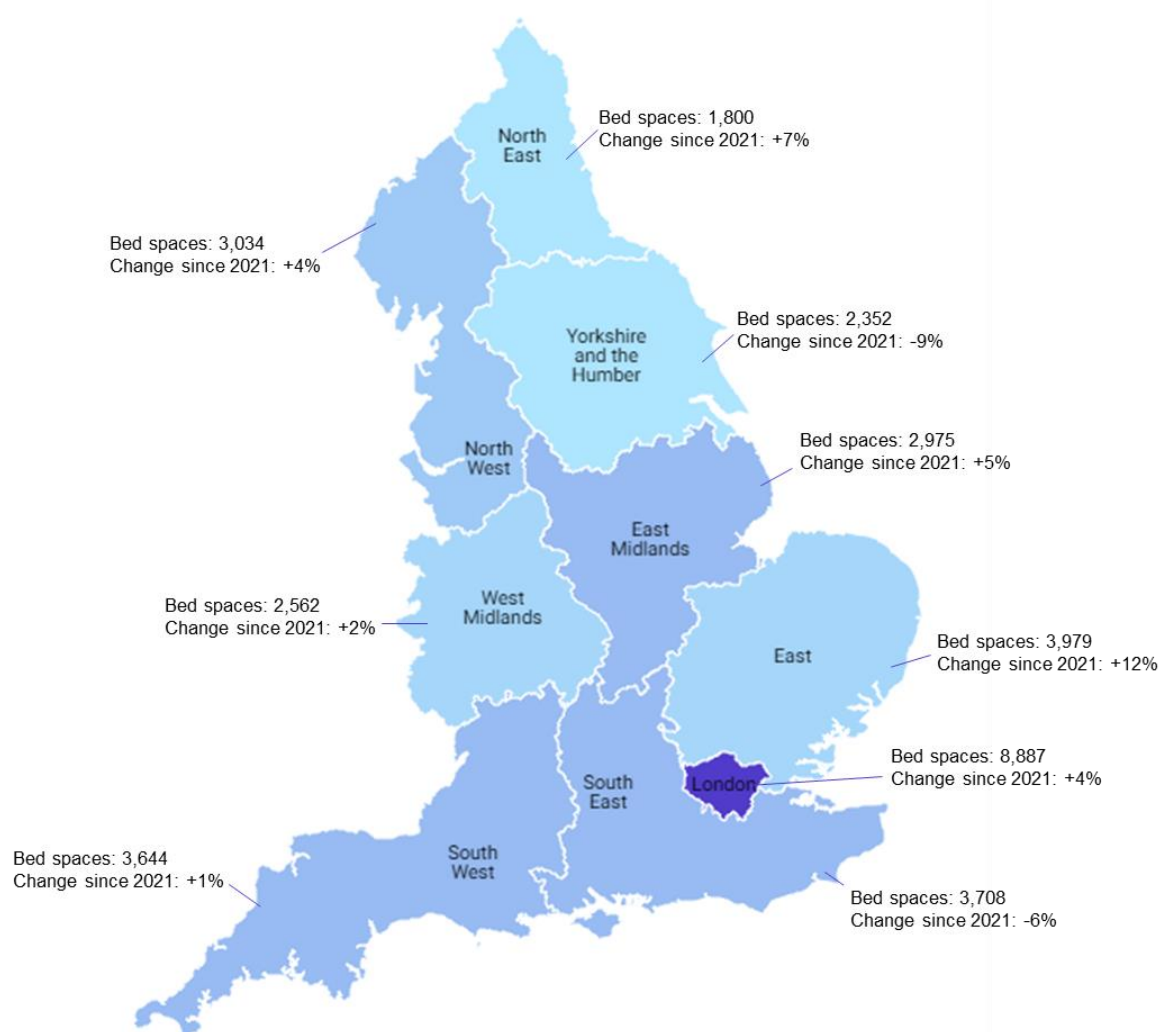 Bed spaces: 1,800
Change since 2021: +7%
North
East
Bed spaces: 3,034
Change since 2021: +4%
Bed spaces: 2,352
Change since 2021: -9%
Yorkshire
and the
Humber
Bed spaces: 2,975
Change since 2021: +5%
North
West
East
Midlands
Bed spaces: 2,562
Change since 2021: +2%
West
Midlands
East
Bed spaces: 3,979
Change since 2021: +12%
Bed spaces: 8,887
Change since 2021: +4%
London
South
East
Bed spaces: 3,644
Change since 2021: +1%
South
West
Bed spaces: 3,708
Change since 2021: -6%